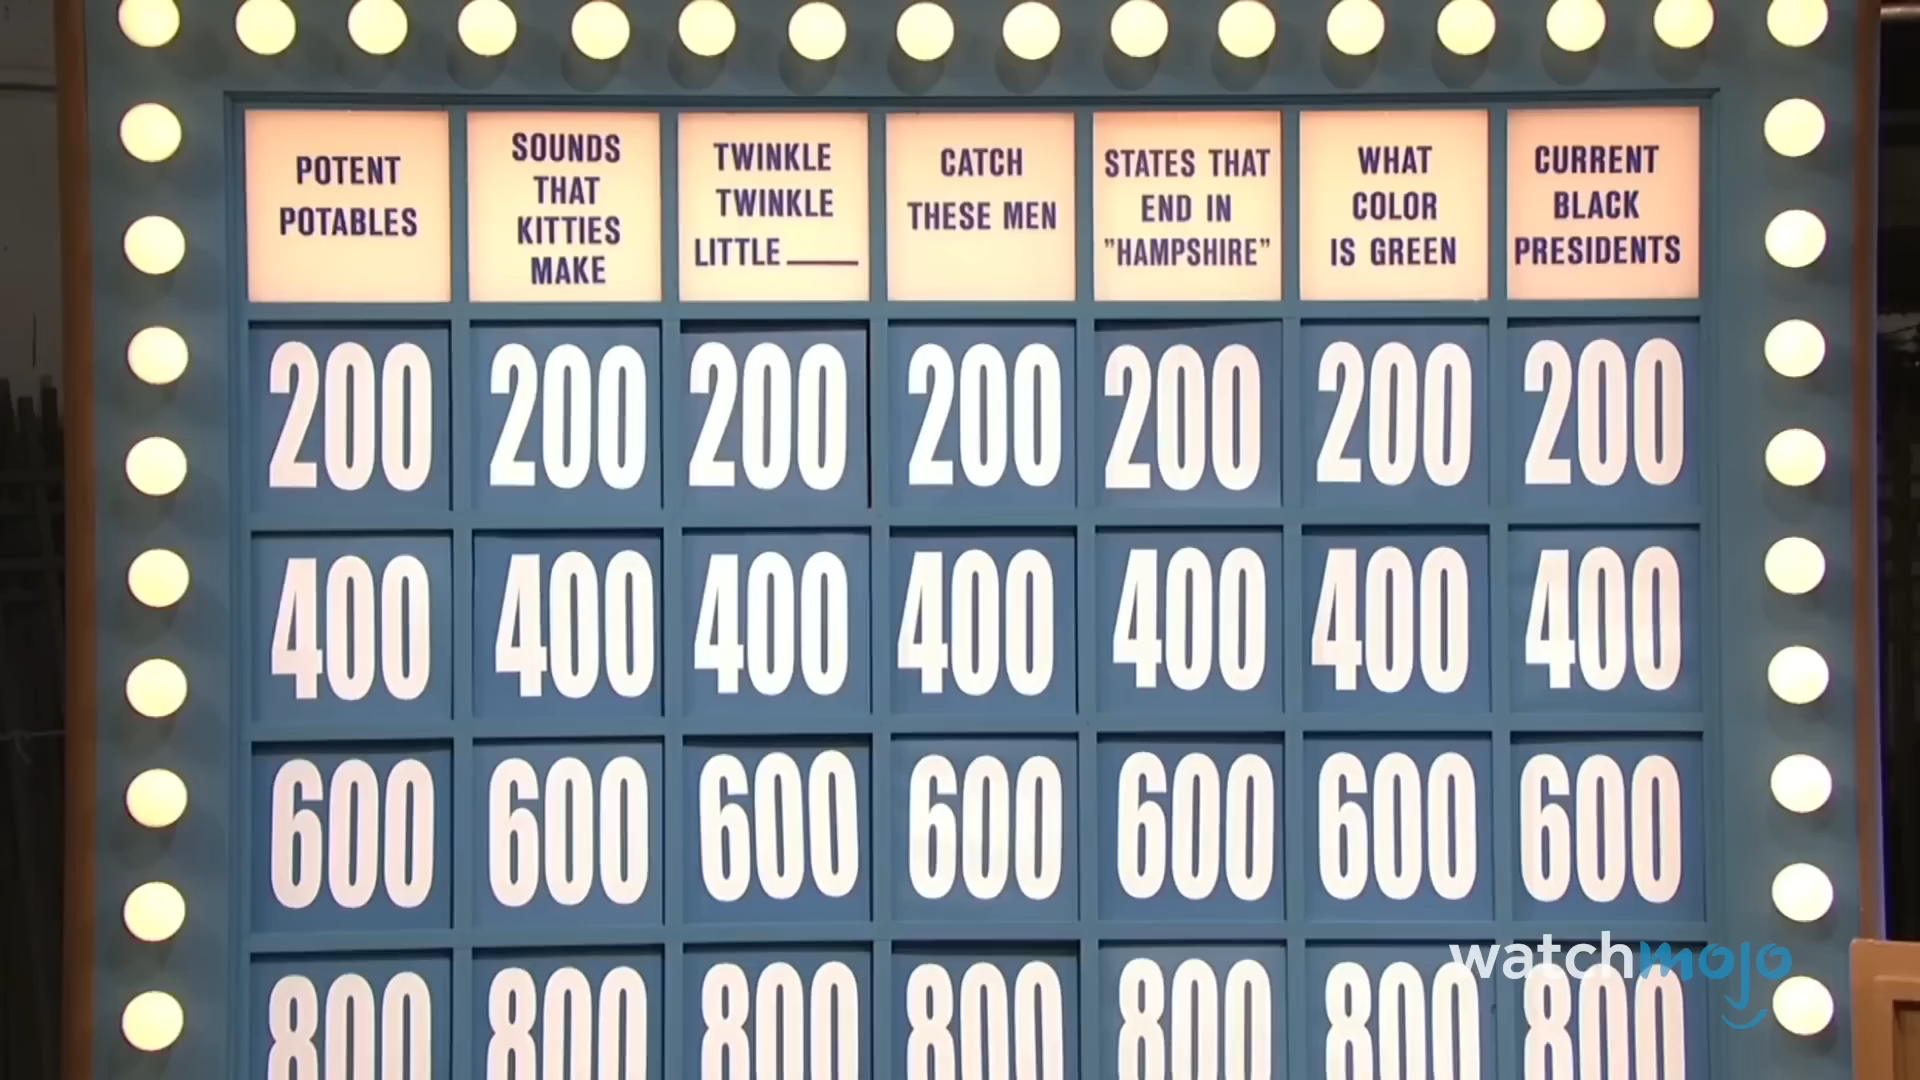 POTENT
POTABLES
SOUNDS
THAT
KITTIES
MAKE
TWINKLE
TWINKLE
LITTLE ____
CATCH
THESE MEN
STATES THAT
END IN
"HAMPSHIRE"
WHAT
COLOR
IS GREEN
CURRENT
BLACK
PRESIDENTS
200 200 200 200 200 200 200
400 400 400 400 400 400 400
600 600 600 600 600 600 600
800 800 800 800 800 800 800
watchmojo